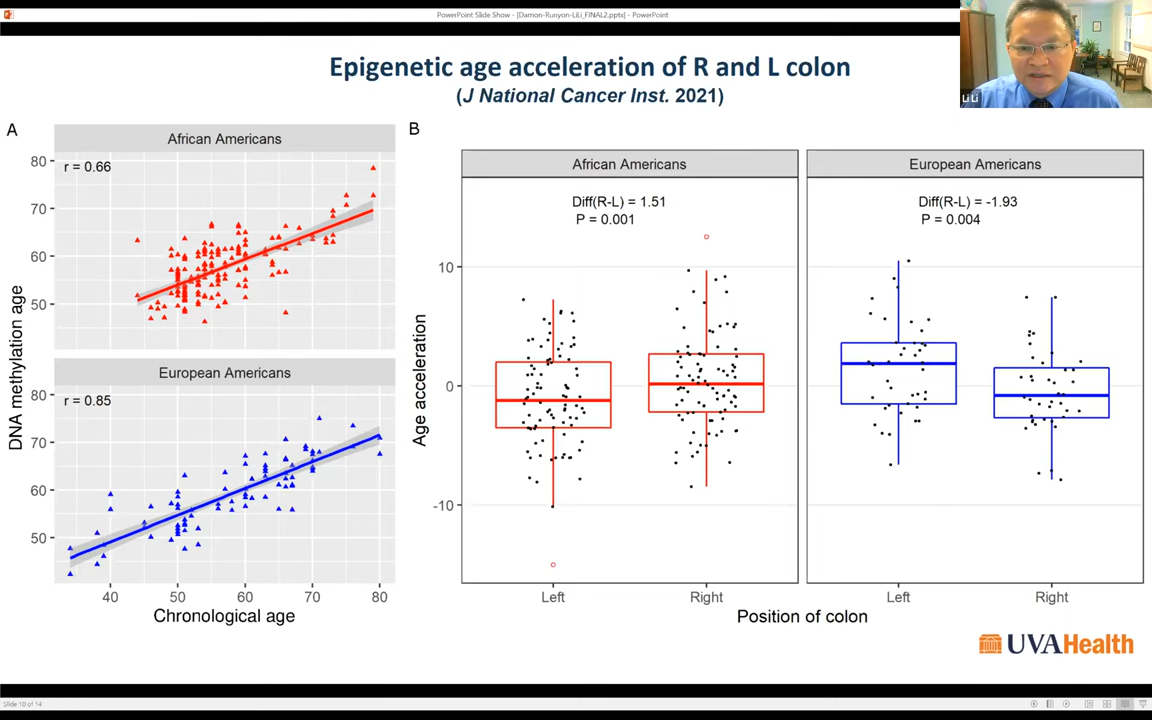 PowerPoint Slide Show - [Damon-Runyon-LiLi_FINAL2.pptx] - PowerPoint
Epigenetic age acceleration of R and L colon
(J National Cancer Inst. 2021)
Li Li
A
African Americans
r = 0.66
80
70
60
50
European Americans
r = 0.85
80
70
60
50
40
50
60
70
80
DNA methylation age
Chronological age
B
African Americans
European Americans
Diff(R-L) = 1.51
P = 0.001
Diff(R-L) = -1.93
P = 0.004
10
0
-10
Age acceleration
Left
Right
Left
Right
Position of colon
UVAHealth
Slide 10 of 14